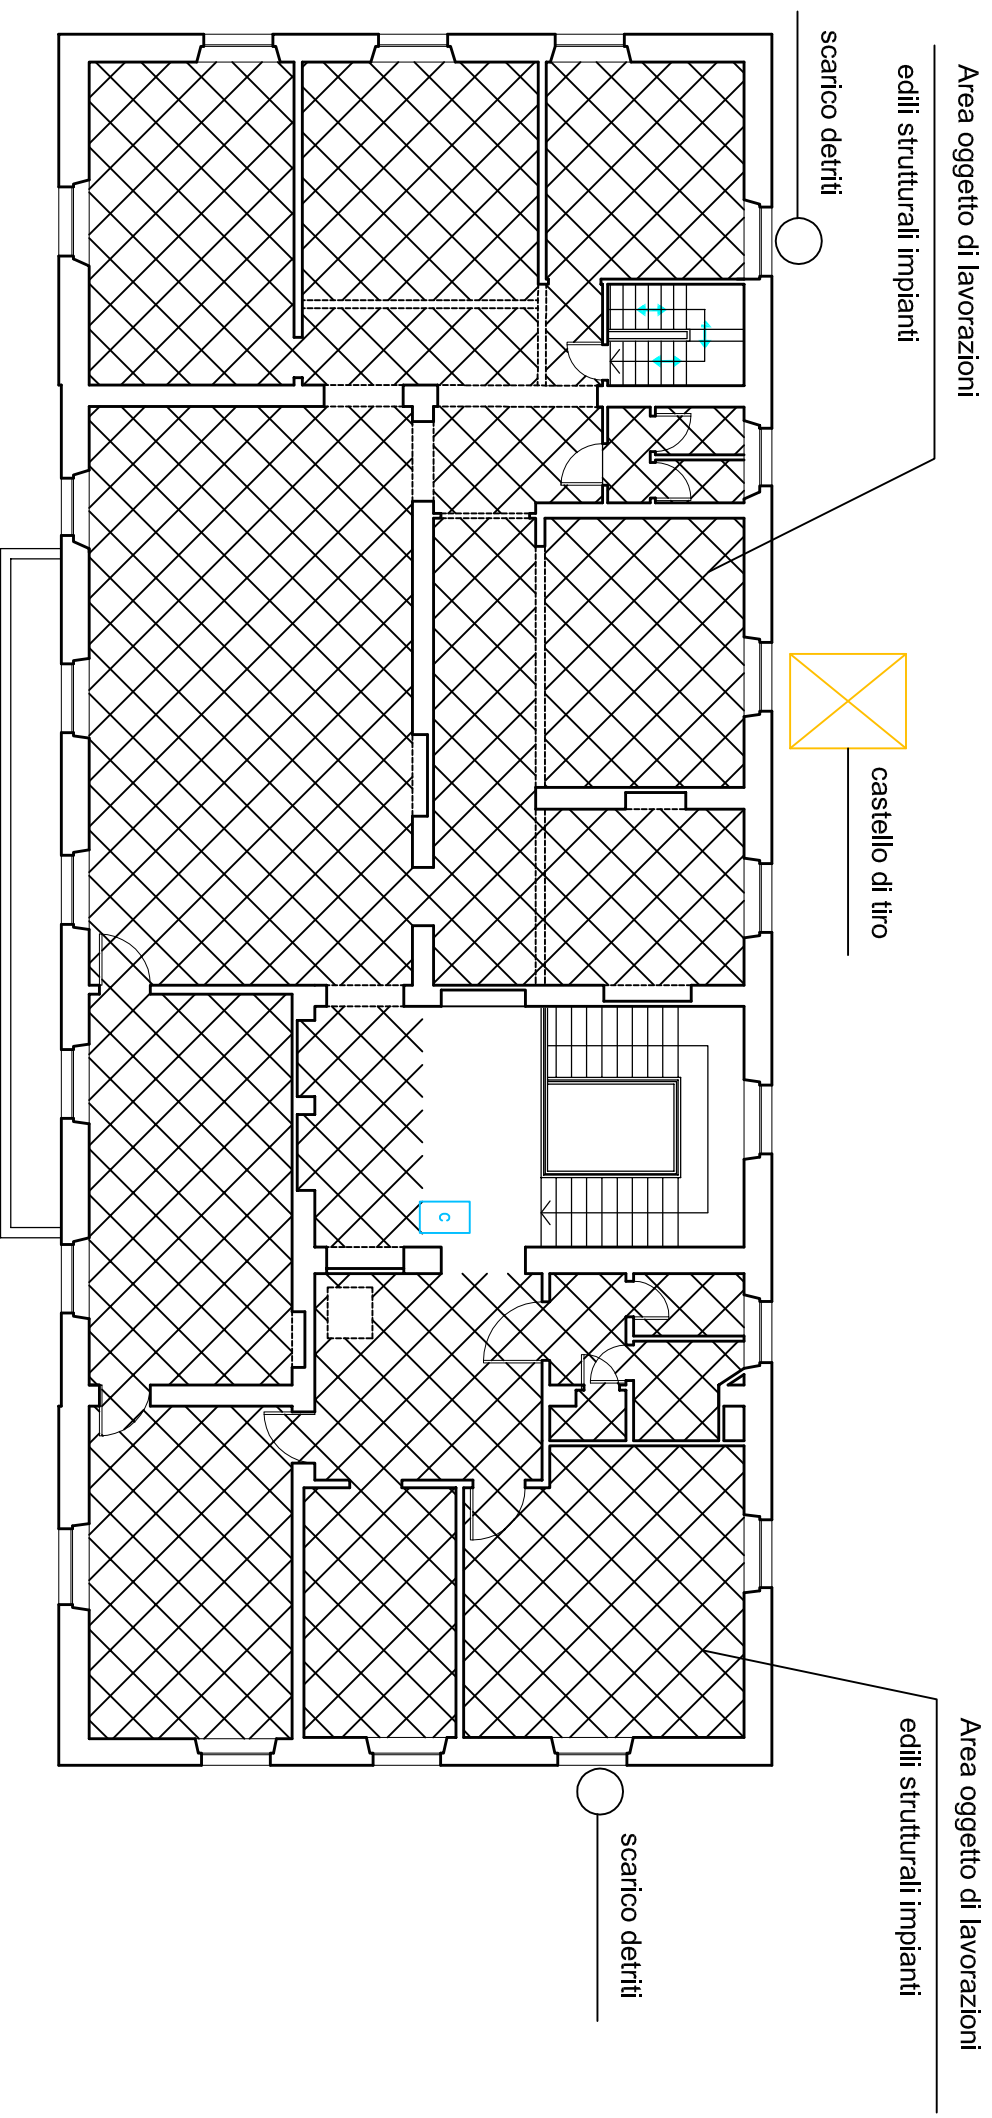 scarico detriti
Area oggetto di lavorazioni
edili strutturali impianti
castello di tiro
c
Area oggetto di lavorazioni
edili strutturali impianti
scarico detriti